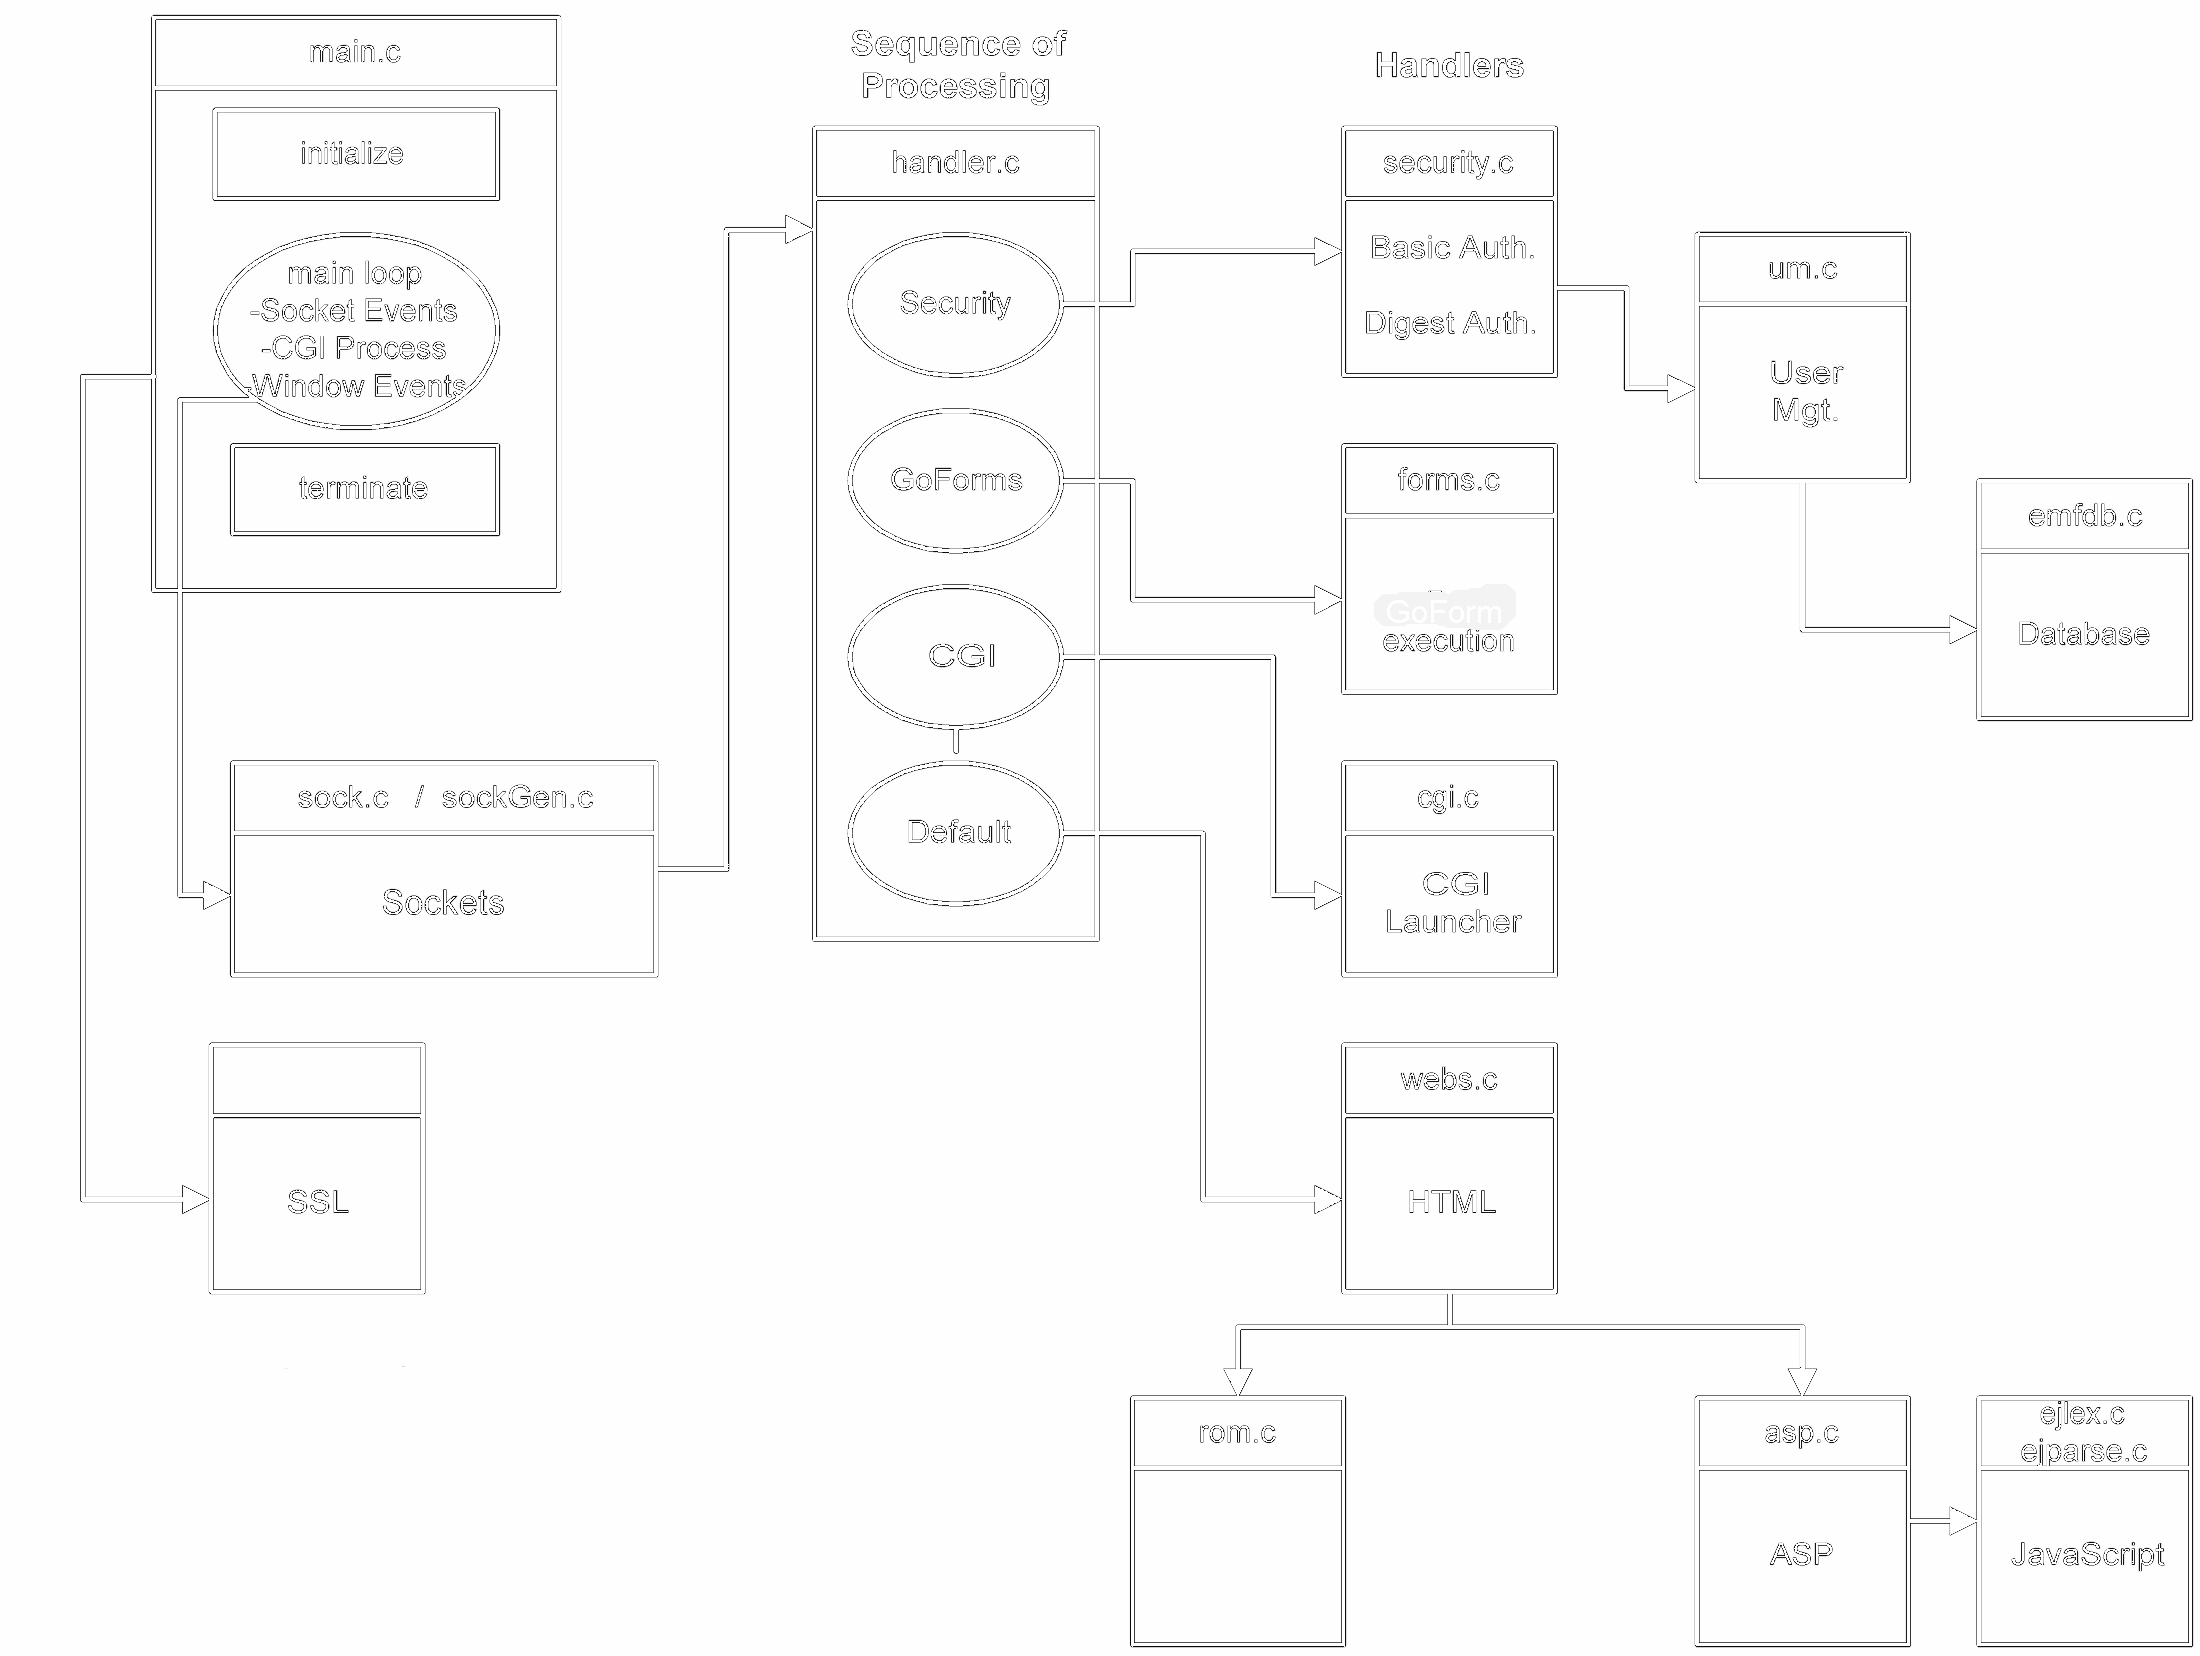 main.c
initialize
main loop
-Socket Events
-CGI Process
-Window Events
terminate
sock.c / sockGen.c
Sockets
SSL
Sequence of
Processing
handler.c
Security
GoForms
CGI
Default
Handlers
security.c
Basic Auth.
Digest Auth.
um.c
User
Mgt.
emfdb.c
Database
forms.c
GoForm
execution
cgi.c
CGI
Launcher
webs.c
HTML
rom.c
asp.c
ASP
ejlex.c
ejparse.c
JavaScript